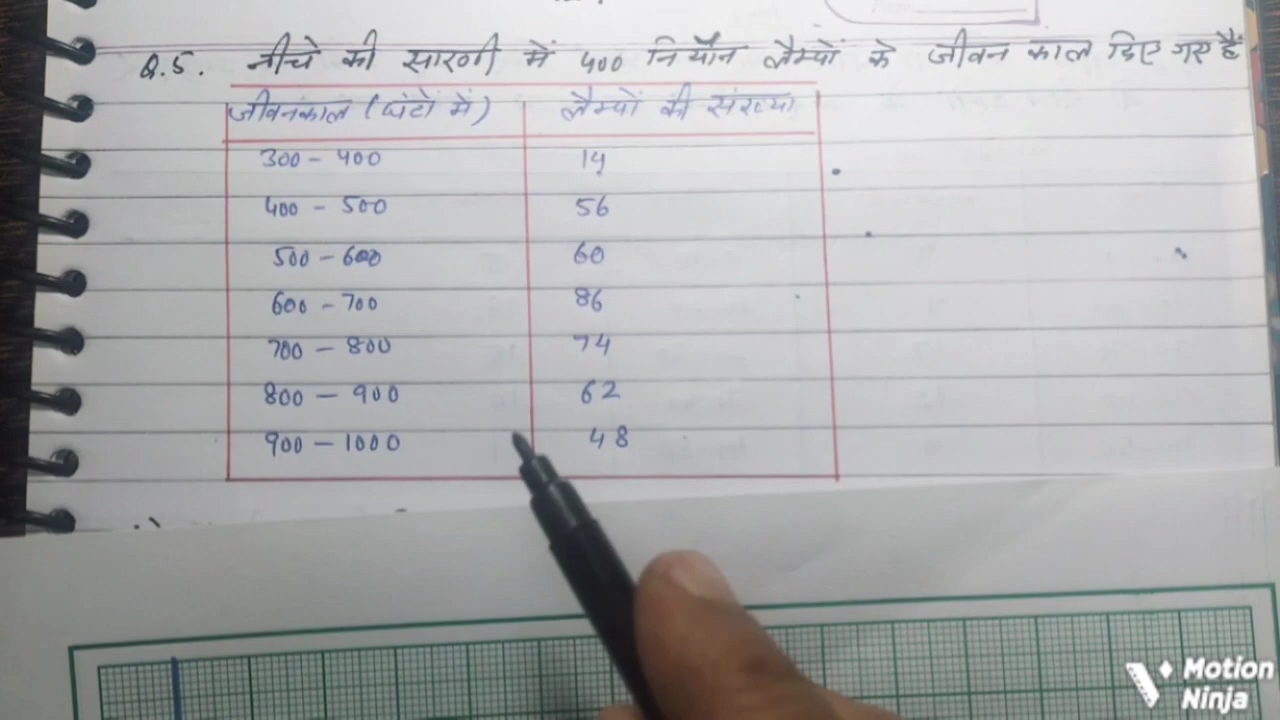 Q.5. नीचे की सारणी में 400 नियॉन लैम्पों के जीवन काल दिए गए हैं
जीवनकाल (घंटो में) लैम्पों की संख्या
300 - 400 14
400 - 500 56
500 - 600 60
600 - 700 86
700 - 800 74
800 - 900 62
900 - 1000 48
Motion
Ninja